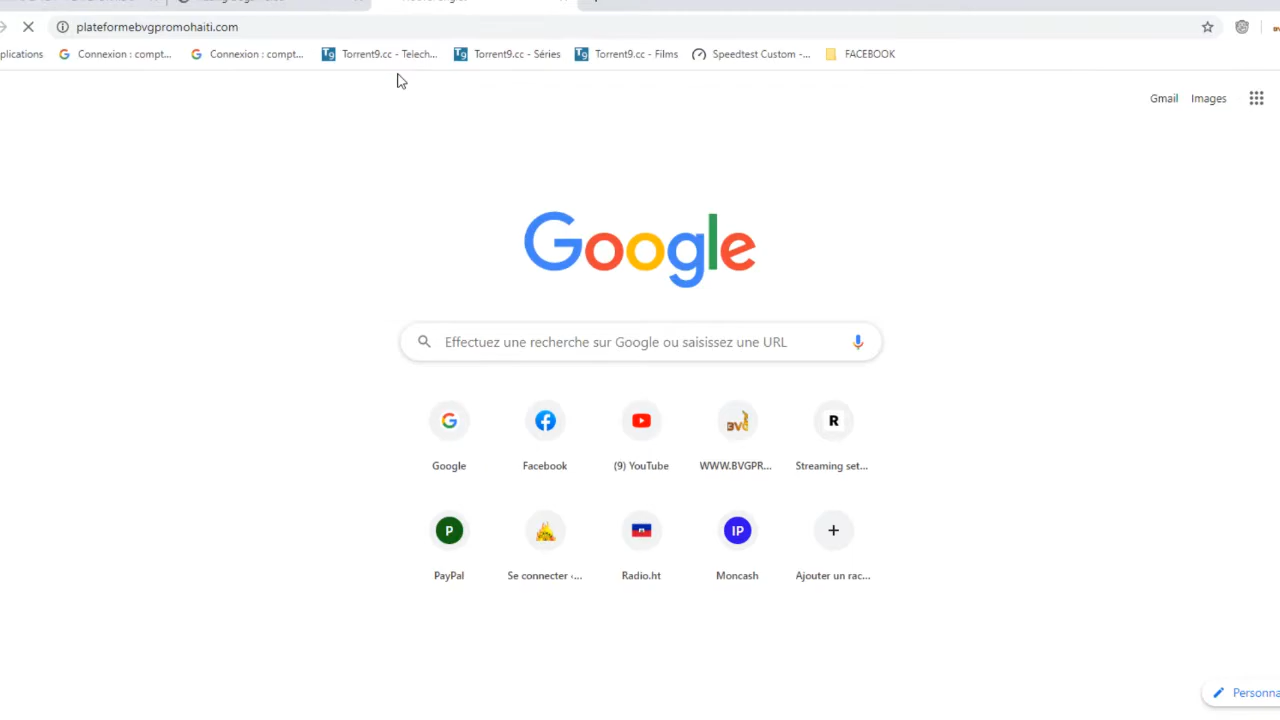 plateformebvgpromohaiti.com
plications Connexion : compt... Connexion : compt... Torrent9.cc - Telech... Torrent9.cc - Séries Torrent9.cc - Films Speedtest Custom -... FACEBOOK
Gmail Images
Google
Effectuez une recherche sur Google ou saisissez une URL
G f BVG R
Google Facebook (9) YouTube WWW.BVGPR... Streaming set...
P IP +
PayPal Se connecter ‹... Radio.ht Moncash Ajouter un rac...
Personna